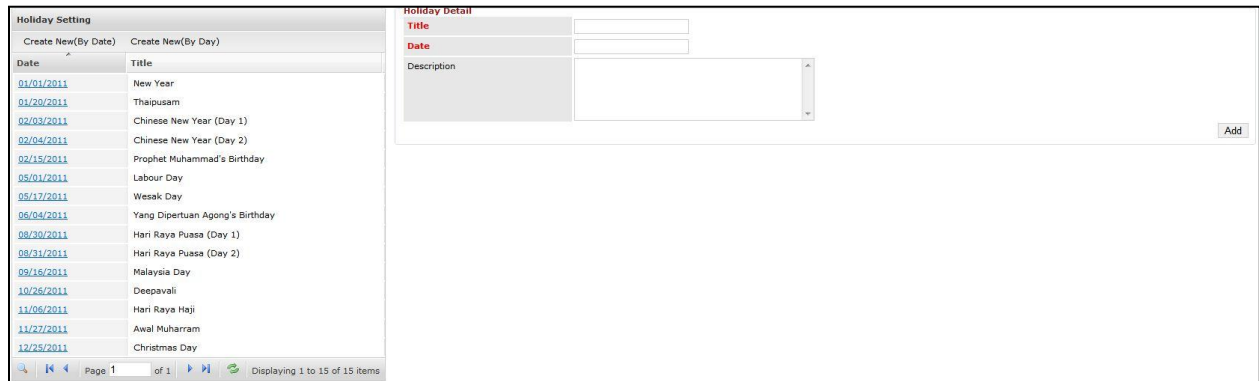 Holiday Setting
Create New(By Date) Create New(By Day)
Date Title
01/01/2011 New Year
01/20/2011 Thaipusam
02/03/2011 Chinese New Year (Day 1)
02/04/2011 Chinese New Year (Day 2)
02/15/2011 Prophet Muhammad's Birthday
05/01/2011 Labour Day
05/17/2011 Wesak Day
06/04/2011 Yang Dipertuan Agong's Birthday
08/30/2011 Hari Raya Puasa (Day 1)
08/31/2011 Hari Raya Puasa (Day 2)
09/16/2011 Malaysia Day
10/26/2011 Deepavali
11/06/2011 Hari Raya Haji
11/27/2011 Awal Muharram
12/25/2011 Christmas Day
Page 1 of 1 Displaying 1 to 15 of 15 items
Holiday Detail
Title
Date
Description
Add